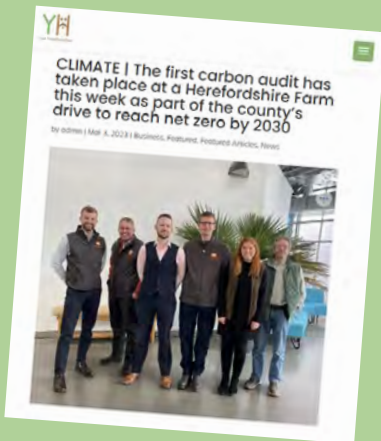 YH
CLIMATE | The first carbon audit has
taken place at a Herefordshire Farm
this week as part of the county's
drive to reach net zero by 2030
by admin | Mar 3, 2023 | Business, Featured, Featured Articles, News